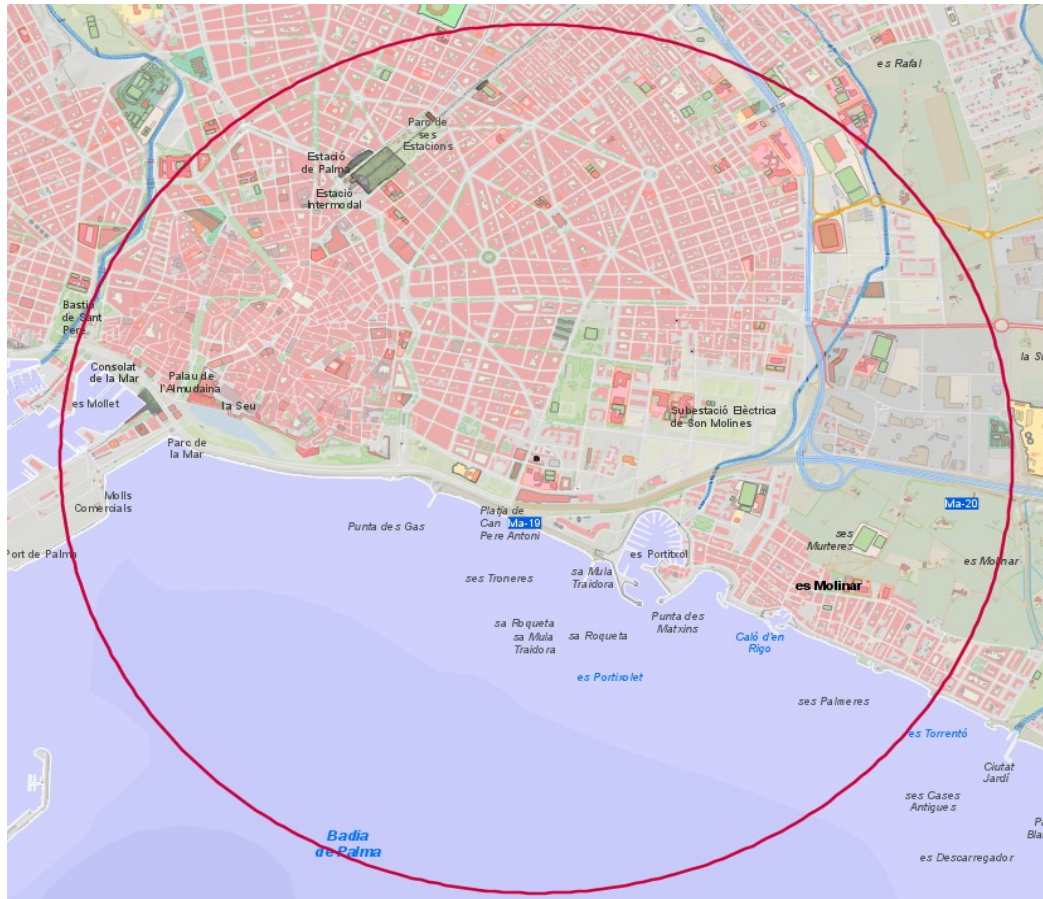 es Rafal
Parc de
ses
Estacions
Estació
de Palma
Estació
Intermodal
Bastió
de Sant
Pere
Consolat
de la Mar
es Mollet
Palau de
l'Almudaina
la Seu
Parc de
la Mar
Subestació Elèctrica
de Son Molines
Molls
Comercials
Port de Palma
Punta des Gas
Platja de
Can
Pere Antoni
Ma-19
Ma-20
ses
Murteres
es Molinar
es Portitxol
ses Troneres
sa Mula
Traidora
es Molinar
sa Roqueta
sa Mula
Traidora
sa Roqueta
Punta des
Matxins
Caló d'en
Rigo
es Portixolet
ses Palmeres
es Torrentó
Ciutat
Jardí
ses Cases
Antigues
Badia
de Palma
es Descarregador